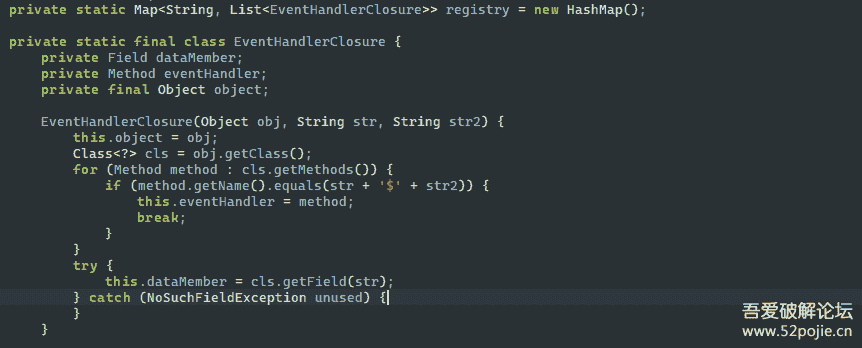 private static Map<String, List<EventHandlerClosure>> registry = new HashMap();
private static final class EventHandlerClosure {
    private Field dataMember;
    private Method eventHandler;
    private final Object object;
    EventHandlerClosure(Object obj, String str, String str2) {
        this.object = obj;
        Class<?> cls = obj.getClass();
        for (Method method : cls.getMethods()) {
            if (method.getName().equals(str + '$' + str2)) {
                this.eventHandler = method;
                break;
            }
        }
        try {
            this.dataMember = cls.getField(str);
        } catch (NoSuchFieldException unused) {
        }
    }
吾爱破解论坛
www.52pojie.cn